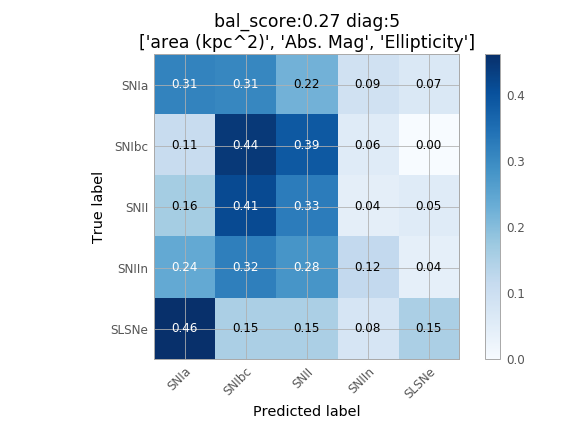 bal_score:0.27 diag:5
['area (kpc^2)', 'Abs. Mag', 'Ellipticity']
SNIa 0.31 0.31 0.22 0.09 0.07
SNIbc 0.11 0.44 0.39 0.06 0.00
SNII 0.16 0.41 0.33 0.04 0.05
SNIIn 0.24 0.32 0.28 0.12 0.04
SLSNe 0.46 0.15 0.15 0.08 0.15
True label
SNIa SNIbc SNII SNIIn SLSNe
Predicted label
0.4
0.3
0.2
0.1
0.0